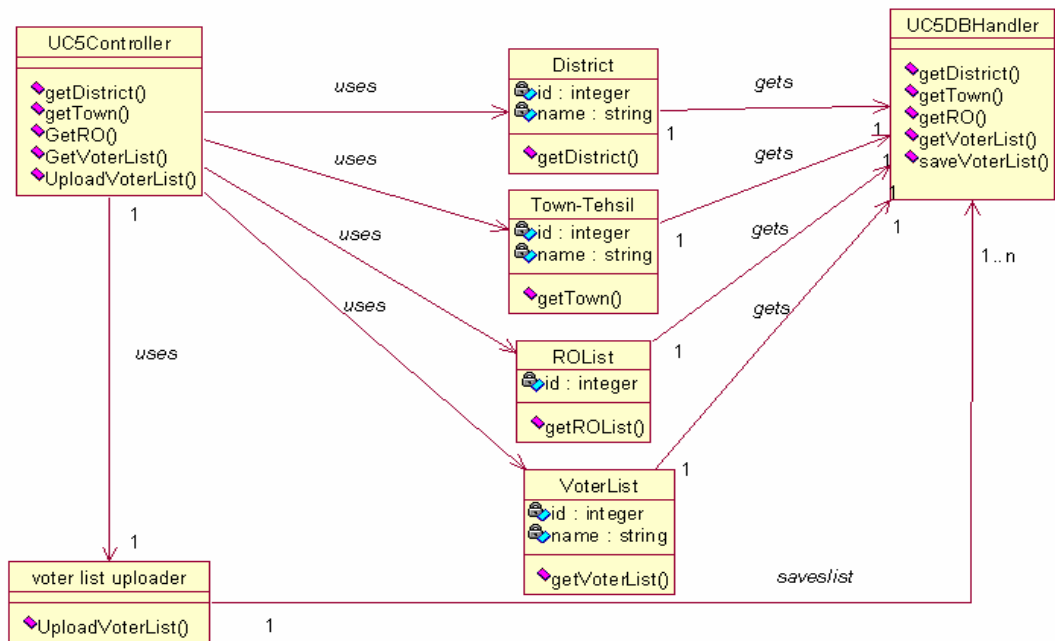 UC5Controller
getDistrict()
getTown()
GetRO()
GetVoterList()
UploadVoterList()
1
uses
1
voter list uploader
UploadVoterList()
1
uses
uses
uses
uses
District
id : integer
name : string
getDistrict()
1
Town-Tehsil
id : integer
name : string
getTown()
1
ROList
id : integer
getROList()
1
VoterList
id : integer
name : string
getVoterList()
1
gets
gets
gets
gets
1
1
1
1
UC5DBHandler
getDistrict()
getTown()
getRO()
getVoterList()
saveVoterList()
1..n
saveslist